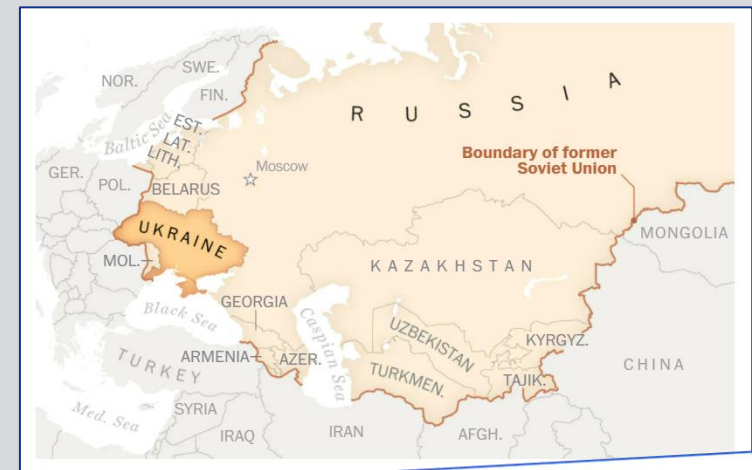 SWE.
NOR.
FIN.
RUSSIA
EST.
Baltic Sea
LAT.
LITH.
Moscow
Boundary of former
Soviet Union
GER.
POL.
BELARUS
UKRAINE
MONGOLIA
MOL.
KAZAKHSTAN
GEORGIA
Black Sea
Caspian Sea
UZBEKISTAN
KYRGYZ.
ARMENIA
AZER.
TURKEY
TURKMEN.
TAJIK.
CHINA
Med. Sea
SYRIA
IRAQ
IRAN
AFGH.